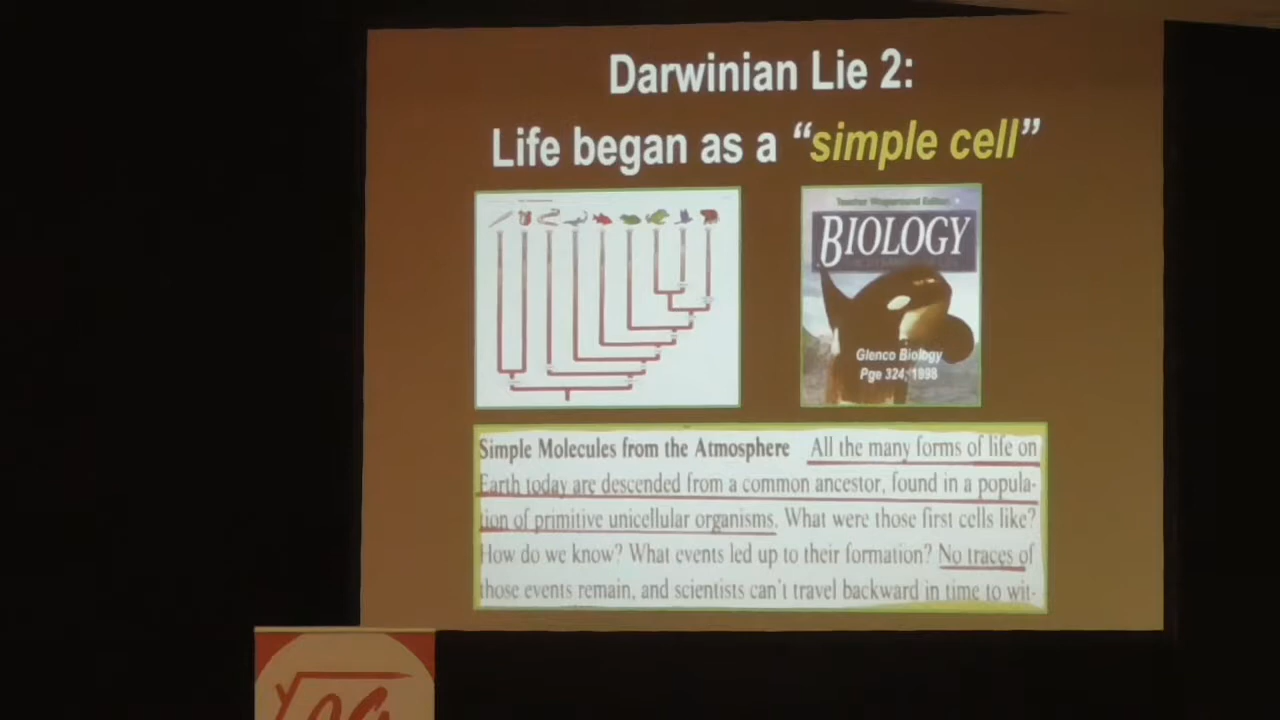 Darwinian Lie 2:
Life began as a “simple cell”
Teacher Wraparound Edition
BIOLOGY
Glenco Biology
Pge 324, 1998
Simple Molecules from the Atmosphere All the many forms of life on
Earth today are descended from a common ancestor, found in a popula-
tion of primitive unicellular organisms. What were those first cells like?
How do we know? What events led up to their formation? No traces of
those events remain, and scientists can't travel backward in time to wit-